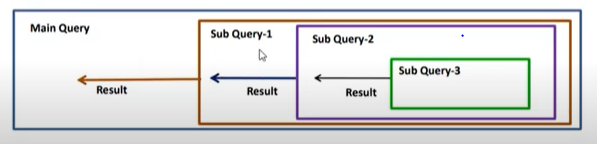 Main Query
Sub Query-1
Sub Query-2
Sub Query-3
Result
Result
Result